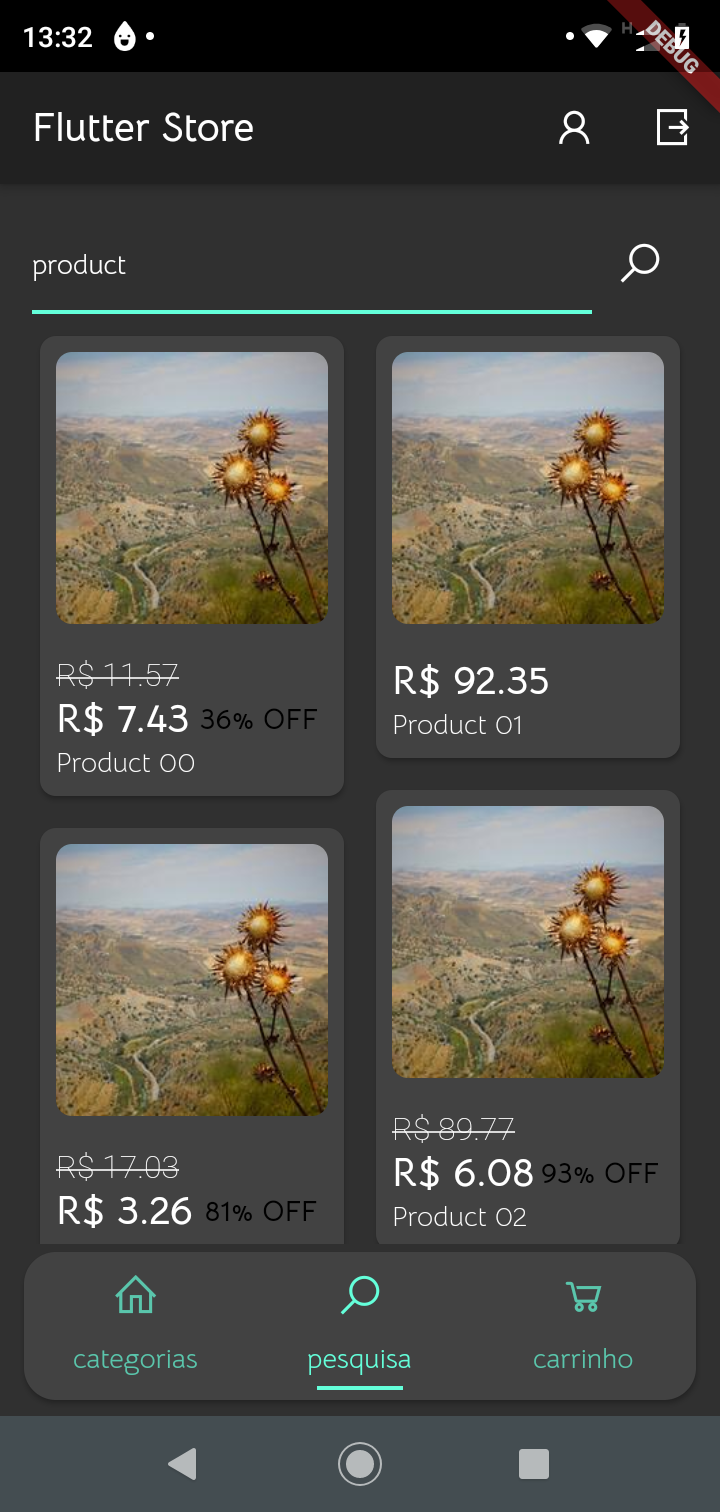 13:32
H
DEBUG
Flutter Store
product
R$ 11.57
R$ 7.43 36% OFF
Product 00
R$ 92.35
Product 01
R$ 17.03
R$ 3.26 81% OFF
R$ 89.77
R$ 6.08 93% OFF
Product 02
categorias
pesquisa
carrinho